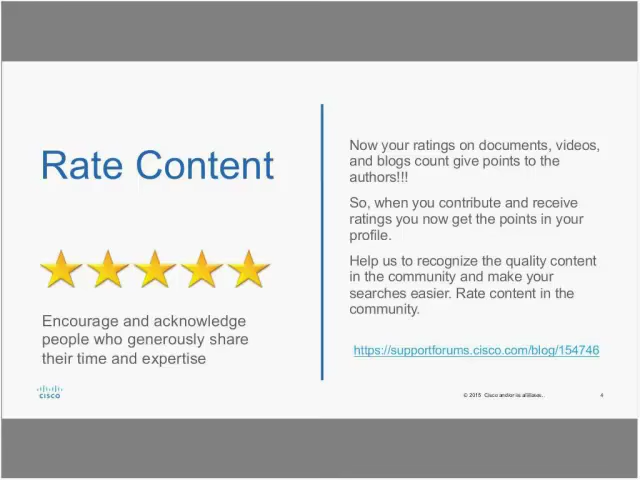 Rate Content
Encourage and acknowledge
people who generously share
their time and expertise
Now your ratings on documents, videos,
and blogs count give points to the
authors!!!
So, when you contribute and receive
ratings you now get the points in your
profile.
Help us to recognize the quality content
in the community and make your
searches easier. Rate content in the
community.
https://supportforums.cisco.com/blog/154746
CISCO
© 2015 Cisco and/or its affiliates.
4